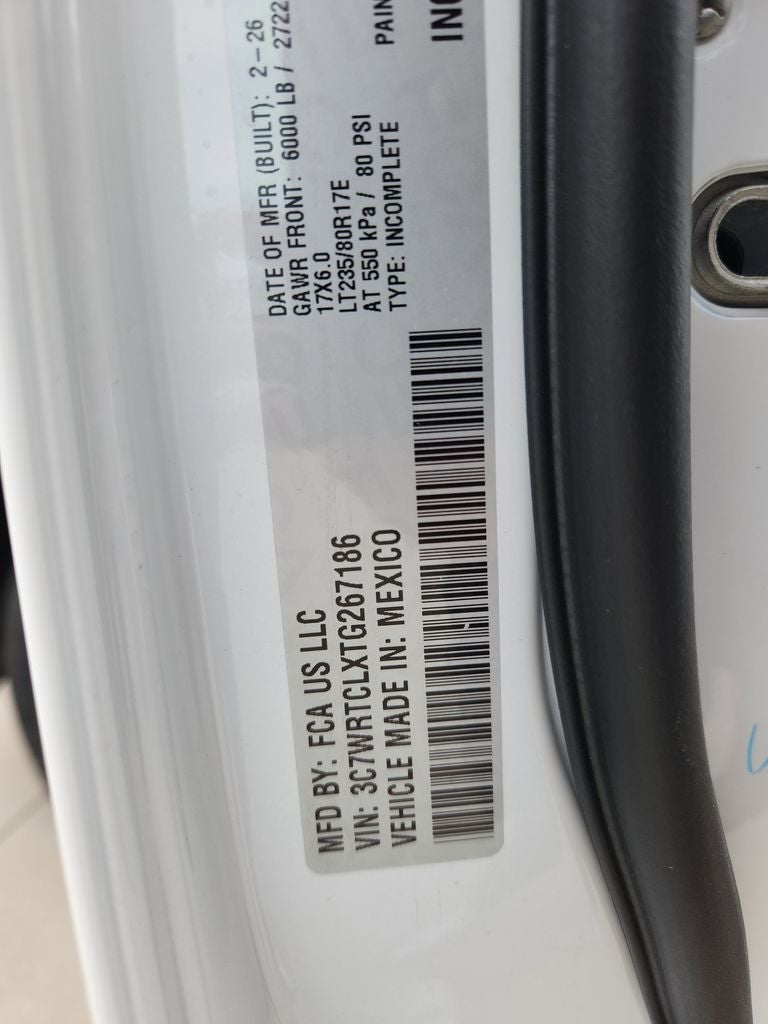 MFD BY: FCA US LLC
VIN: 3C7WRTCLXTG267186
VEHICLE MADE IN: MEXICO
DATE OF MFR (BUILT): 2-26
GAWR FRONT: 6000 LB / 2722
17X6.0
LT235/80R17E
AT 550 kPa / 80 PSI
TYPE: INCOMPLETE